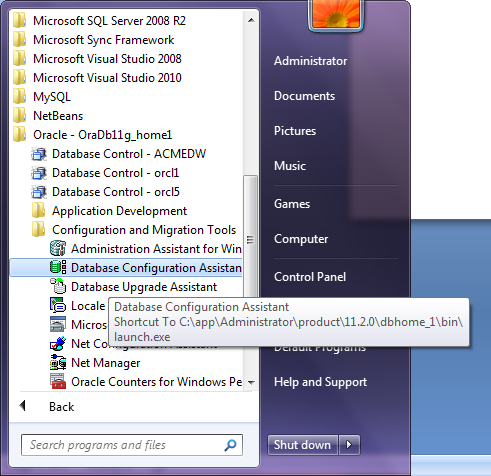 Microsoft SQL Server 2008 R2
Microsoft Sync Framework
Microsoft Visual Studio 2008
Microsoft Visual Studio 2010
MySQL
NetBeans
Oracle - OraDb11g_home1
Database Control - ACMEDW
Database Control - orcl1
Database Control - orcl5
Application Development
Configuration and Migration Tools
Administration Assistant for Win
Database Configuration Assistan
Database Upgrade Assistant
Locale
Database Configuration Assistant
Shortcut To C:\app\Administrator\product\11.2.0\dbhome_1\bin\
launch.exe
Micros
Net Configuration Assistant
Net Manager
Oracle Counters for Windows Pe
Back
Search programs and files
Administrator
Documents
Pictures
Music
Games
Computer
Control Panel
Default Programs
Help and Support
Shut down